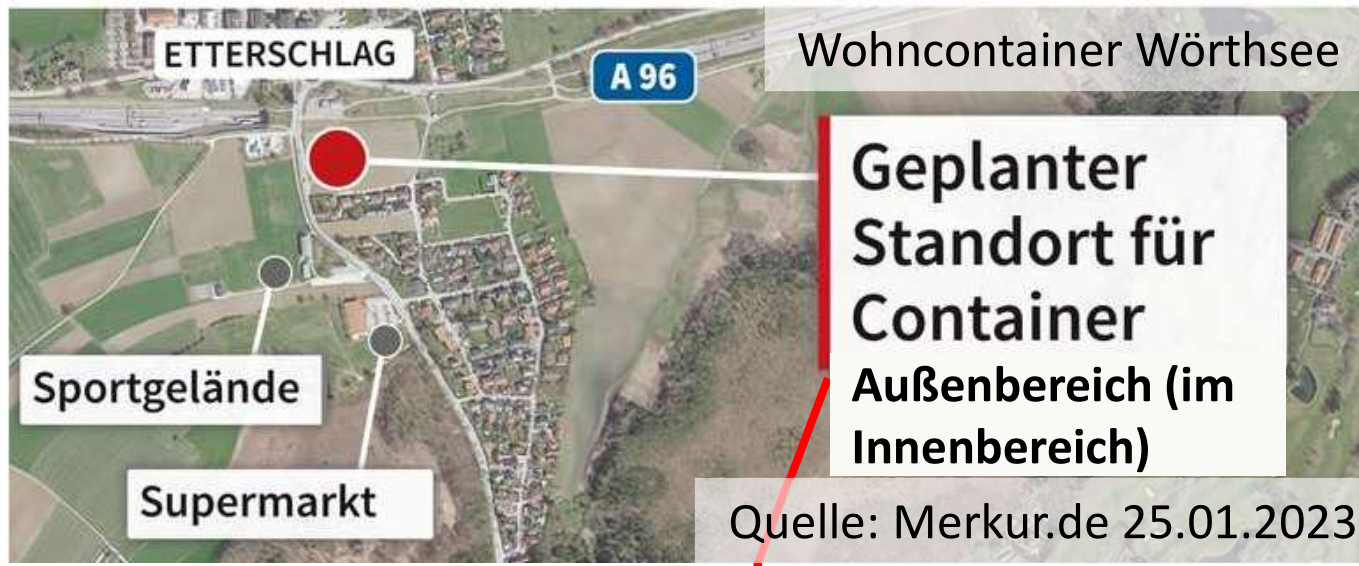 Wohncontainer Wörthsee
ETTERSCHLAG
A 96
Geplanter
Standort für
Container
Außenbereich (im
Innenbereich)
Sportgelände
Supermarkt
Quelle: Merkur.de 25.01.2023